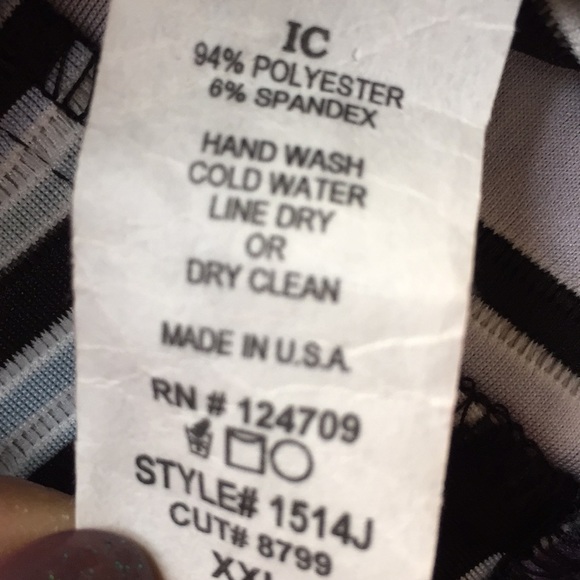 IC
94% POLYESTER
6% SPANDEX
HAND WASH
COLD WATER
LINE DRY
OR
DRY CLEAN
MADE IN U.S.A.
RN # 124709
STYLE# 1514J
CUT# 8799